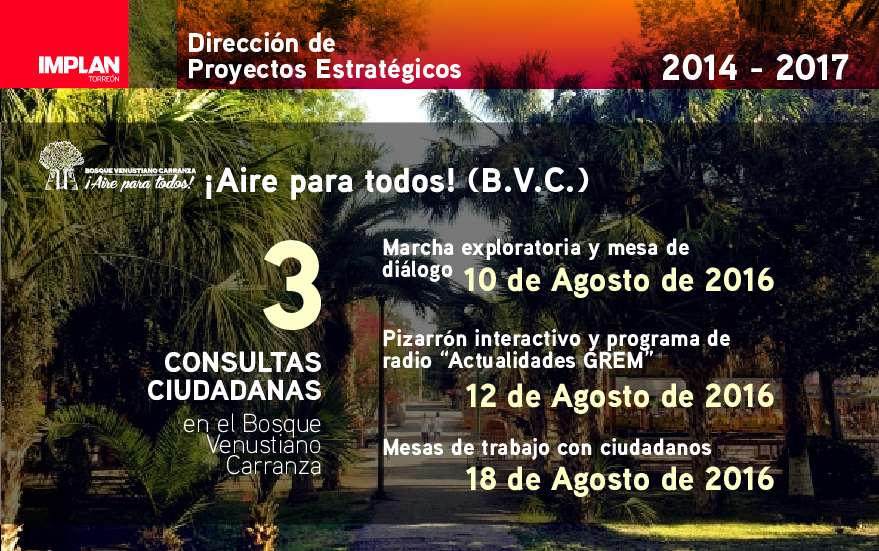 IMPLAN
TORREÓN
Dirección de
Proyectos Estratégicos
2014 - 2017
BOSQUE VENUSTIANO CARRANZA
¡Aire para todos!
¡Aire para todos! (B.V.C.)
3
CONSULTAS
CIUDADANAS
en el Bosque
Venustiano
Carranza
Marcha exploratoria y mesa de
diálogo
10 de Agosto de 2016
Pizarrón interactivo y programa de
radio “Actualidades GREM”
12 de Agosto de 2016
Mesas de trabajo con ciudadanos
18 de Agosto de 2016